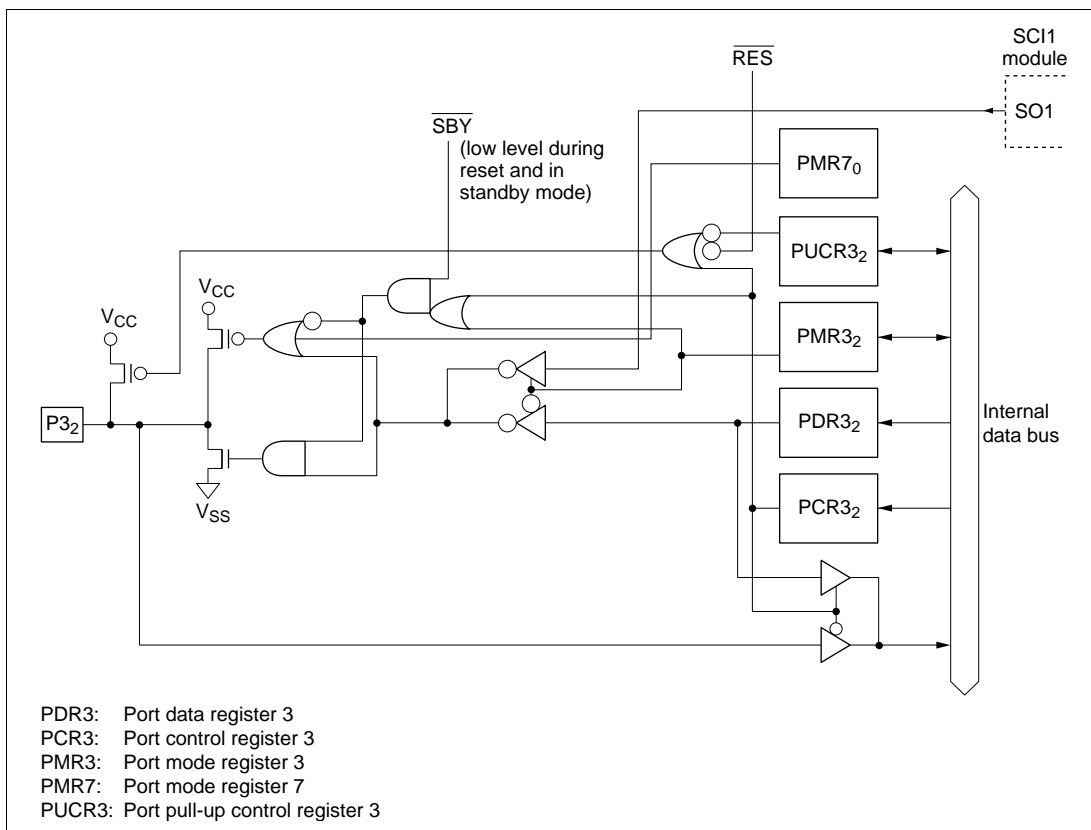 SCI1
module
RES
SO1
SBY
(low level during
reset and in
standby mode)
PMR7₀
PUCR3₂
VCC
VCC
PMR3₂
P3₂
PDR3₂
Internal
data bus
VSS
PCR3₂
PDR3: Port data register 3
PCR3: Port control register 3
PMR3: Port mode register 3
PMR7: Port mode register 7
PUCR3: Port pull-up control register 3